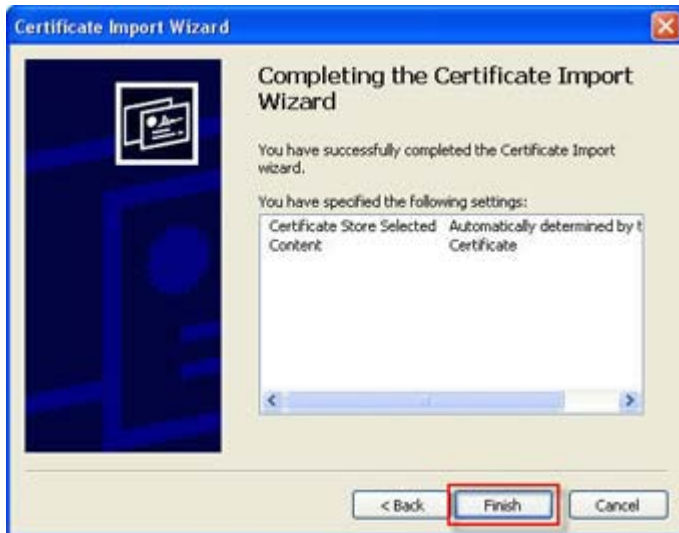 Certificate Import Wizard
Completing the Certificate Import
Wizard
You have successfully completed the Certificate Import
wizard.
You have specified the following settings:
Certificate Store Selected Automatically determined by t
Content Certificate
< Back Finish Cancel